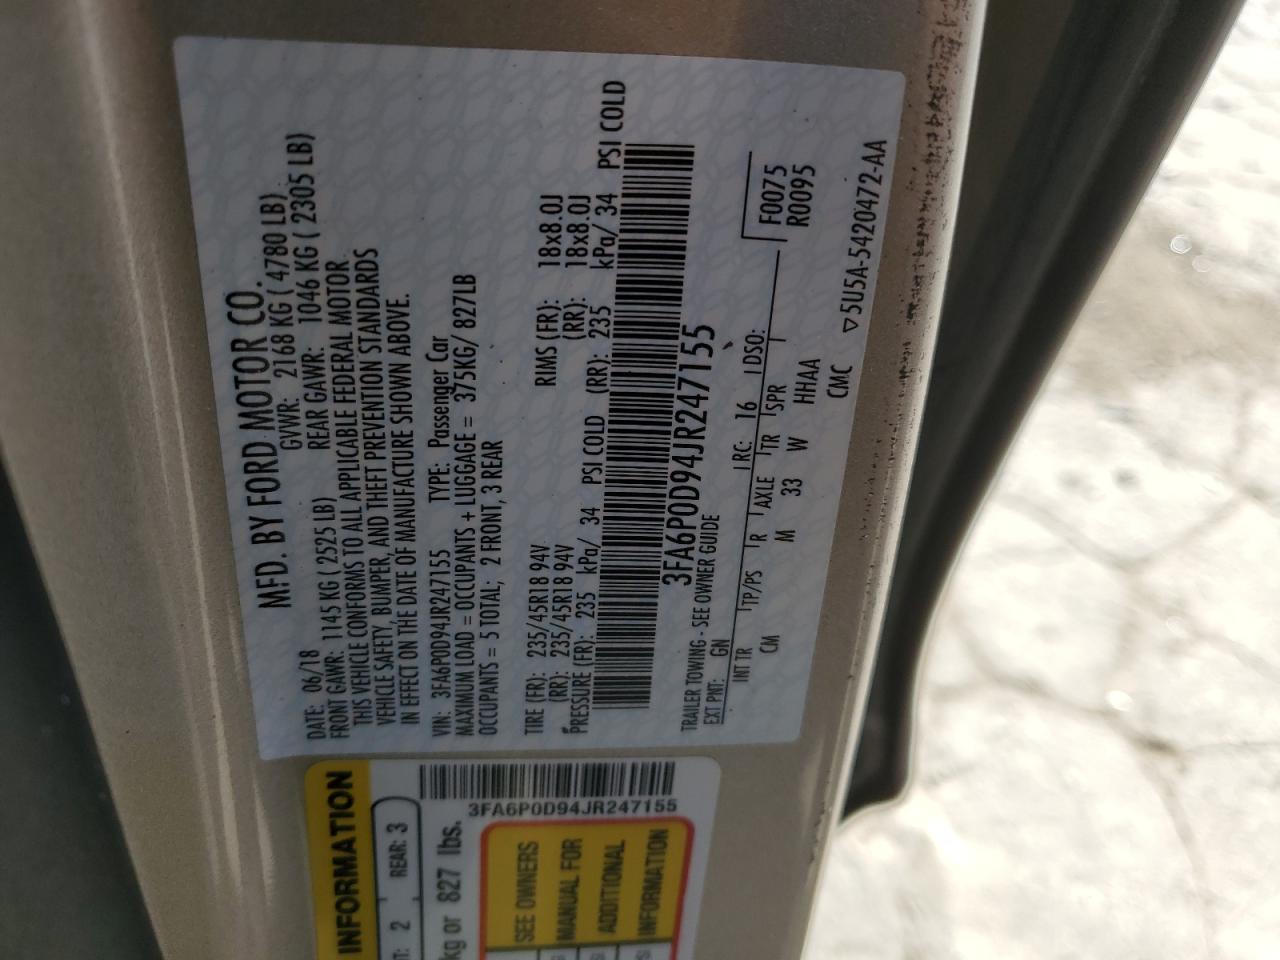 MFD. BY FORD MOTOR CO.
DATE: 06/18 GVWR: 2168 KG ( 4780 LB)
FRONT GAWR: 1145 KG ( 2525 LB) REAR GAWR: 1046 KG ( 2305 LB)
THIS VEHICLE CONFORMS TO ALL APPLICABLE FEDERAL MOTOR
VEHICLE SAFETY, BUMPER, AND THEFT PREVENTION STANDARDS
IN EFFECT ON THE DATE OF MANUFACTURE SHOWN ABOVE.
VIN: 3FA6P0D94JR247155 TYPE: Passenger Car
MAXIMUM LOAD = OCCUPANTS + LUGGAGE = 375KG/ 827LB
OCCUPANTS = 5 TOTAL; 2 FRONT, 3 REAR
TIRE (FR): 235/45R18 94V RIMS (FR): 18x8.0J
(RR): 235/45R18 94V (RR): 18x8.0J
PRESSURE (FR): 235 kPa/ 34 PSI COLD (RR): 235 kPa/ 34 PSI COLD
3FA6P0D94JR247155
TRAILER TOWING - SEE OWNER GUIDE
EXT PNT: GN RC: 16 DSO: F0075
R0095
INT TR TP/PS R AXLE TR SPR
CM M 33 W HHAA
CMC
▽5U5A-5420472-AA
3FA6P0D94JR247155
INFORMATION
2 REAR: 3
kg or 827 lbs.
SEE OWNERS
MANUAL FOR
ADDITIONAL
INFORMATION